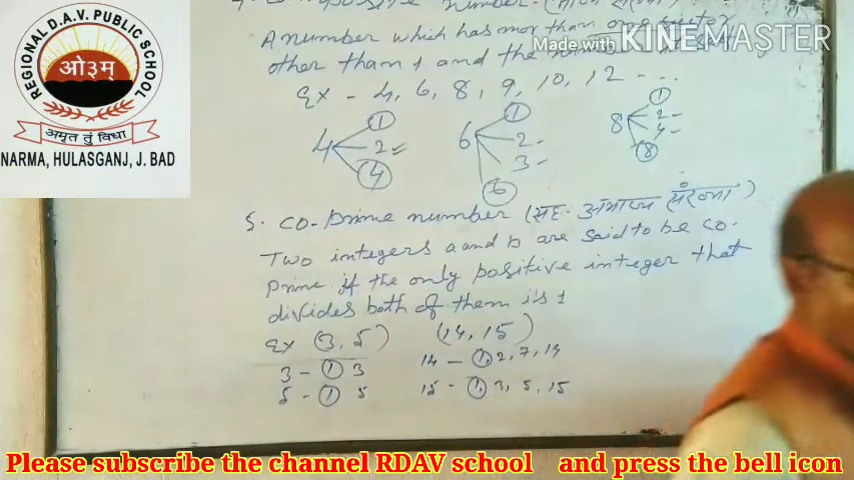 REGIONAL D.A.V. PUBLIC SCHOOL
ओ३म्
अमृत तुं विधा
NARMA, HULASGANJ, J. BAD
Made with KINEMASTER
number
A number which has mor than one
other than 1 and the
Ex - 4, 6, 8, 9, 10, 12 - ...
4 1 2 4
6 1 2 3 6
8 1 2 4 8
5. CO-Prime number (सह-अभाज्य संख्या)
Two integers a and b are said to be co-
prime if the only positive integer that
divides both of them is 1
Ex (3, 5) (14, 15)
3 - 1 3 14 - 1, 2, 7, 14
5 - 1 5 15 - 1, 3, 5, 15
Please subscribe the channel RDAV school and press the bell icon